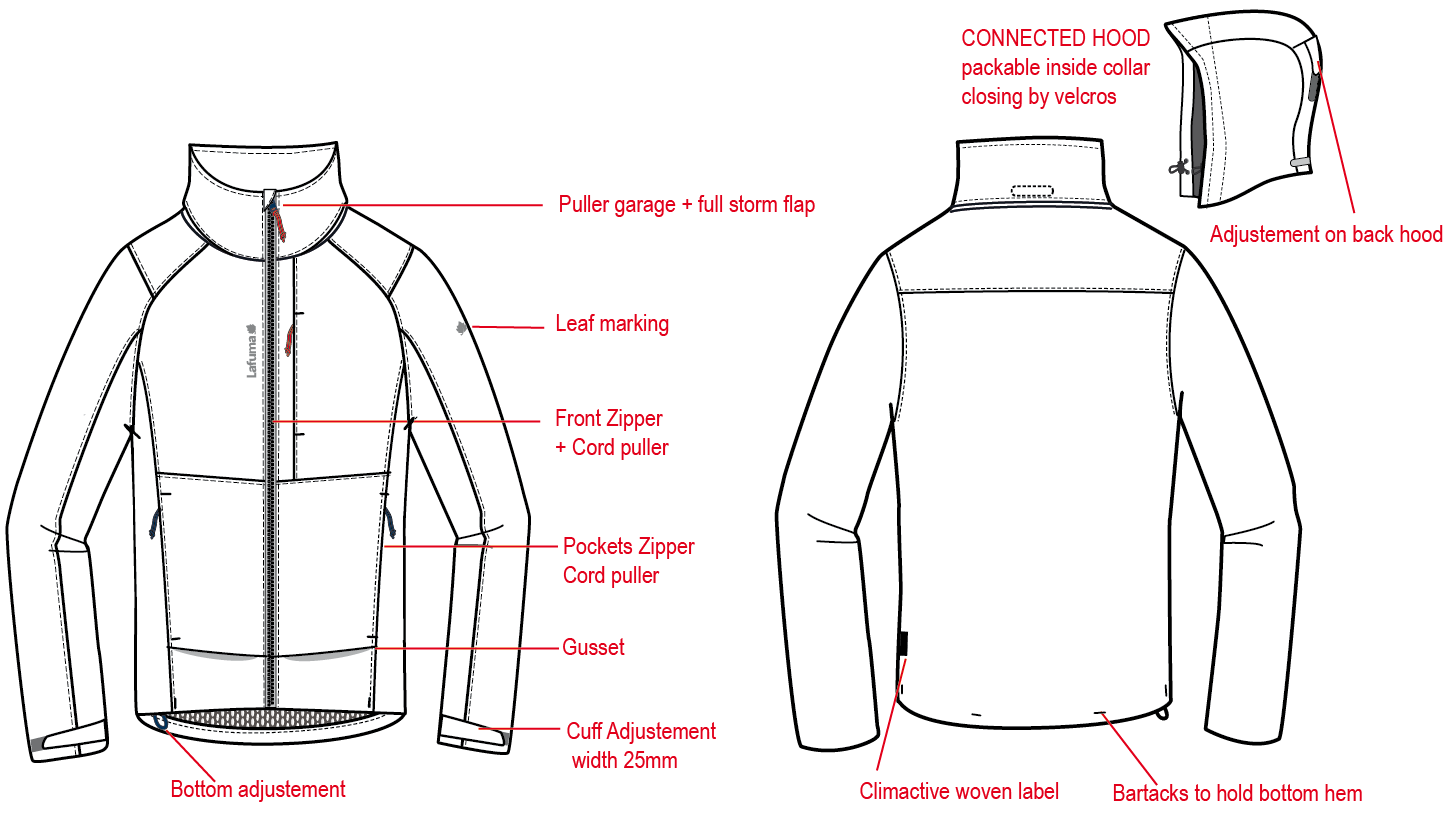 CONNECTED HOOD
packable inside collar
closing by velcros
Adjustement on back hood
Puller garage + full storm flap
Leaf marking
Lafuma
Front Zipper
+ Cord puller
Pockets Zipper
Cord puller
Gusset
Cuff Adjustement
width 25mm
Bottom adjustement
Climactive woven label
Bartacks to hold bottom hem